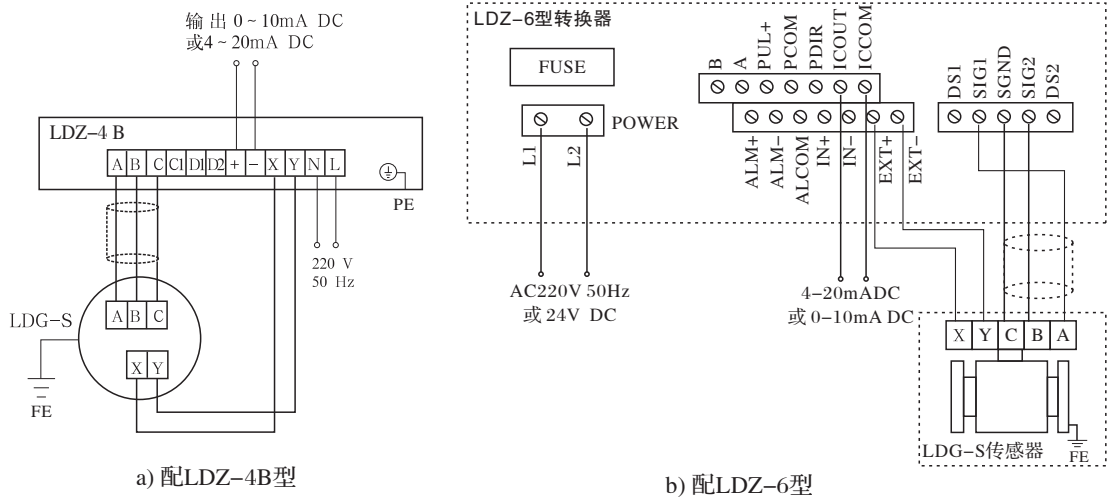 输 出 0~10mA DC
或4~20mA DC
LDZ-4 B
A B C C1 D1 D2 + - X Y N L
PE
220 V
50 Hz
LDG-S
A B C
X Y
FE
a) 配LDZ-4B型
LDZ-6型转换器
FUSE
POWER
L1
L2
B
A
PUL+
PCOM
PDIR
ICOUT
ICCOM
ALM+
ALM-
ALCOM
IN+
IN-
EXT+
EXT-
DS1
SIG1
SGND
SIG2
DS2
AC220V 50Hz
或 24V DC
4-20mADC
或 0-10mA DC
X Y C B A
LDG-S传感器
FE
b) 配LDZ-6型